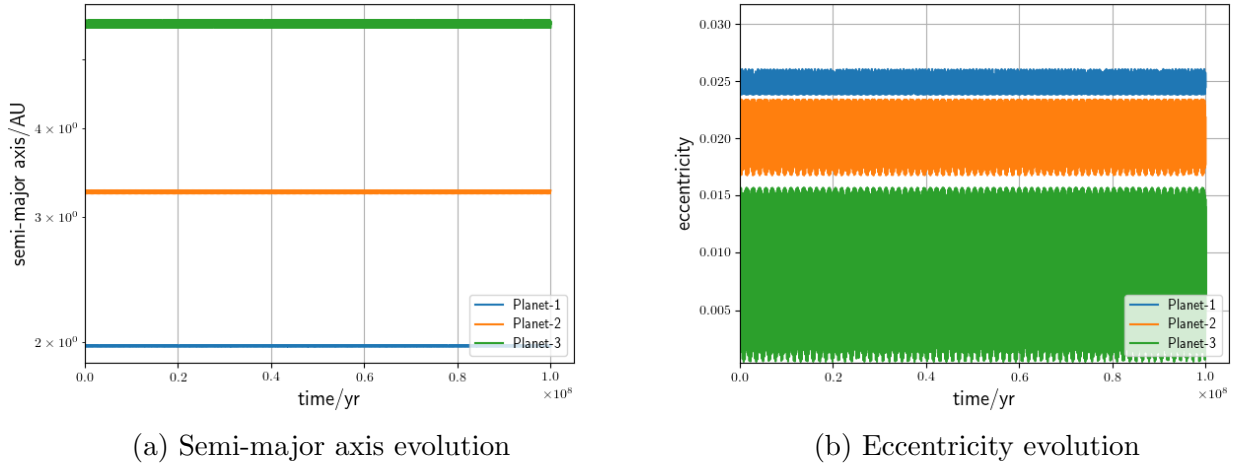 4 × 10⁰
3 × 10⁰
2 × 10⁰
semi-major axis/AU
Planet-1
Planet-2
Planet-3
0.0 0.2 0.4 0.6 0.8 1.0
×10⁸
time/yr
(a) Semi-major axis evolution
0.030
0.025
0.020
0.015
0.010
0.005
eccentricity
Planet-1
Planet-2
Planet-3
0.0 0.2 0.4 0.6 0.8 1.0
×10⁸
time/yr
(b) Eccentricity evolution